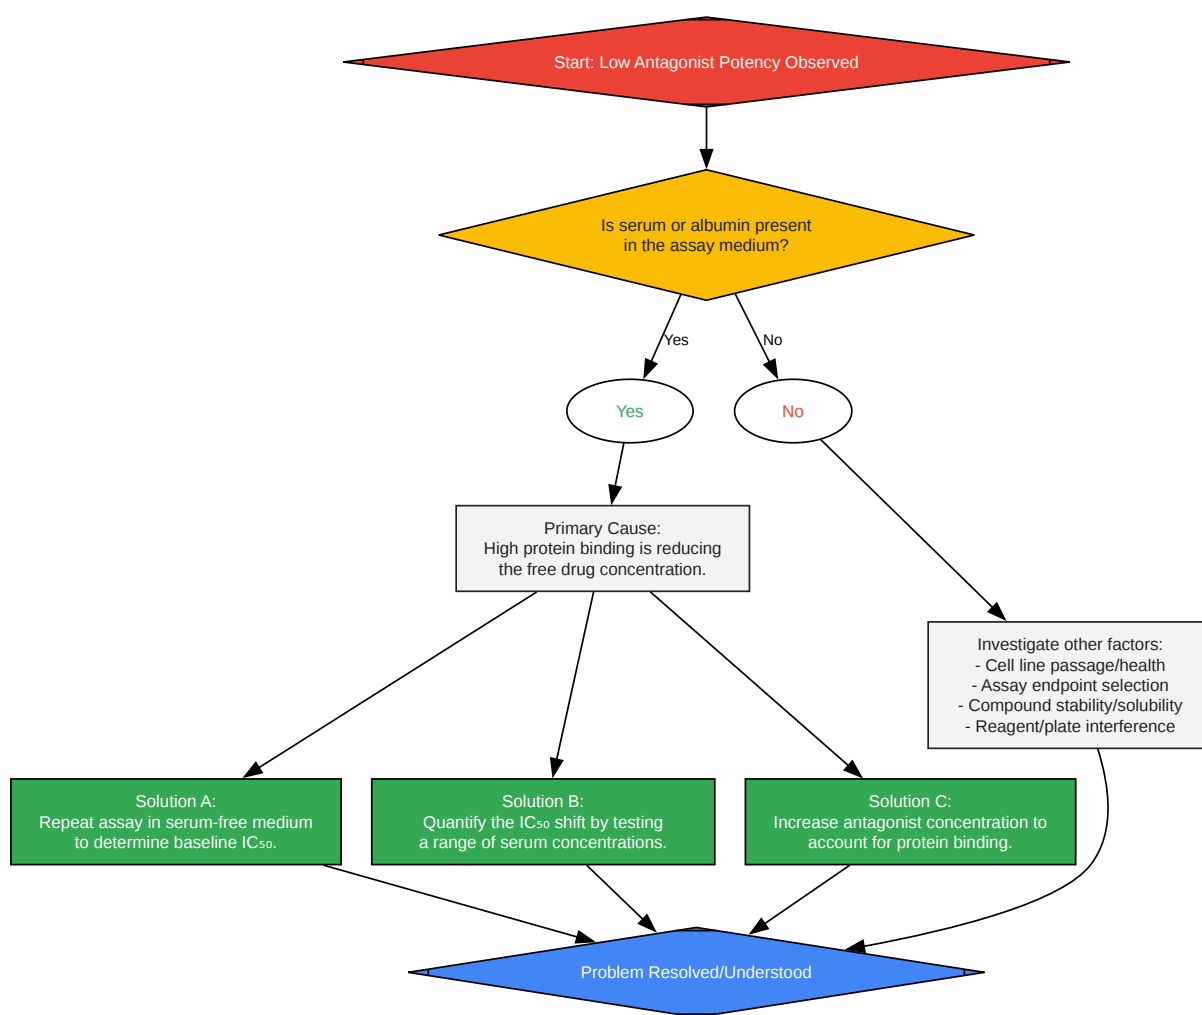 Start: Low Antagonist Potency Observed
Is serum or albumin present
in the assay medium?
Yes
No
Yes
No
Primary Cause:
High protein binding is reducing
the free drug concentration.
Investigate other factors:
- Cell line passage/health
- Assay endpoint selection
- Compound stability/solubility
- Reagent/plate interference
Solution A:
Repeat assay in serum-free medium
to determine baseline IC₅₀.
Solution B:
Quantify the IC₅₀ shift by testing
a range of serum concentrations.
Solution C:
Increase antagonist concentration to
account for protein binding.
Problem Resolved/Understood